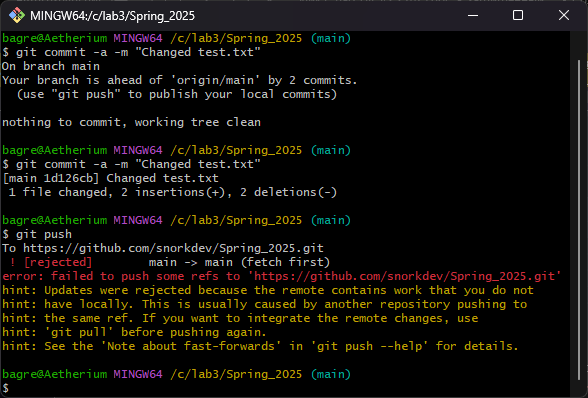 MINGW64:/c/lab3/Spring_2025
bagre@Aetherium MINGW64 /c/lab3/Spring_2025 (main)
$ git commit -a -m "Changed test.txt"
On branch main
Your branch is ahead of 'origin/main' by 2 commits.
  (use "git push" to publish your local commits)

nothing to commit, working tree clean

bagre@Aetherium MINGW64 /c/lab3/Spring_2025 (main)
$ git commit -a -m "Changed test.txt"
[main 1d126cb] Changed test.txt
 1 file changed, 2 insertions(+), 2 deletions(-)

bagre@Aetherium MINGW64 /c/lab3/Spring_2025 (main)
$ git push
To https://github.com/snorkdev/Spring_2025.git
 ! [rejected]        main -> main (fetch first)
error: failed to push some refs to 'https://github.com/snorkdev/Spring_2025.git'
hint: Updates were rejected because the remote contains work that you do not
hint: have locally. This is usually caused by another repository pushing to
hint: the same ref. If you want to integrate the remote changes, use
hint: 'git pull' before pushing again.
hint: See the 'Note about fast-forwards' in 'git push --help' for details.

bagre@Aetherium MINGW64 /c/lab3/Spring_2025 (main)
$